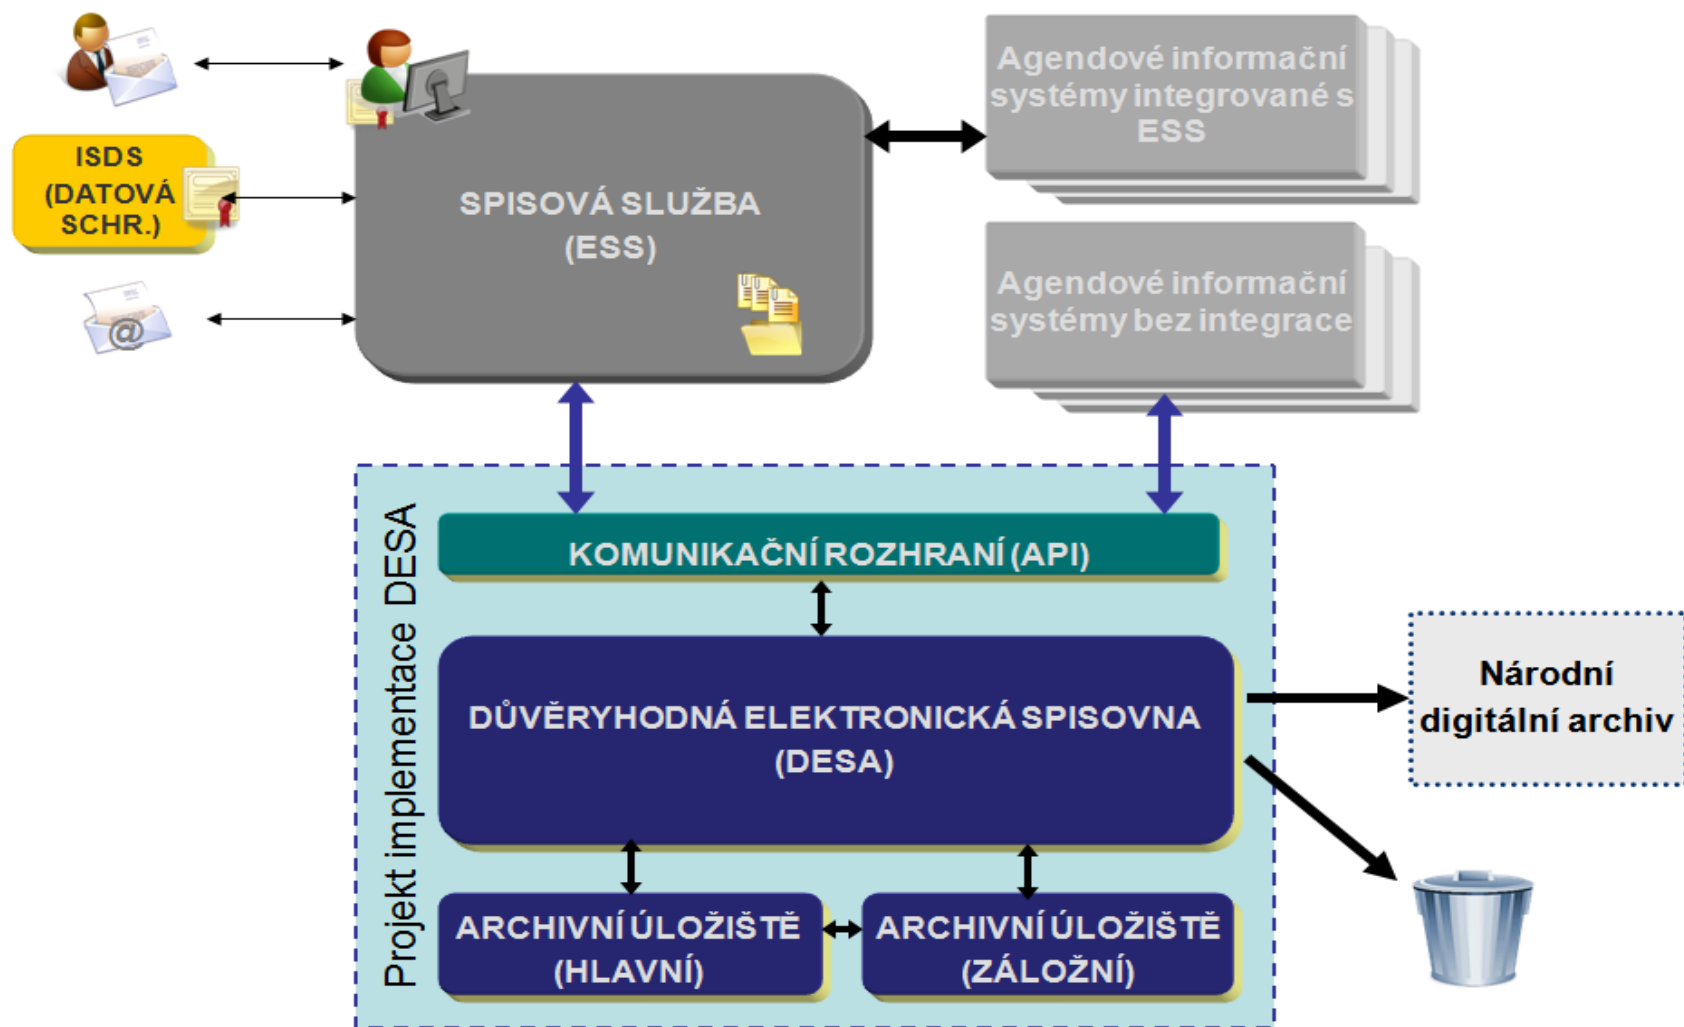 Agendové informační
systémy integrované s
ESS
ISDS
(DATOVÁ
SCHR.)
SPISOVÁ SLUŽBA
(ESS)
Agendové informační
systémy bez integrace
@
Projekt implementace DESA
KOMUNIKAČNÍ ROZHRANÍ (API)
DŮVĚRYHODNÁ ELEKTRONICKÁ SPISOVNA
(DESA)
Národní
digitální archiv
ARCHIVNÍ ÚLOŽIŠTĚ
(HLAVNÍ)
ARCHIVNÍ ÚLOŽIŠTĚ
(ZÁLOŽNÍ)